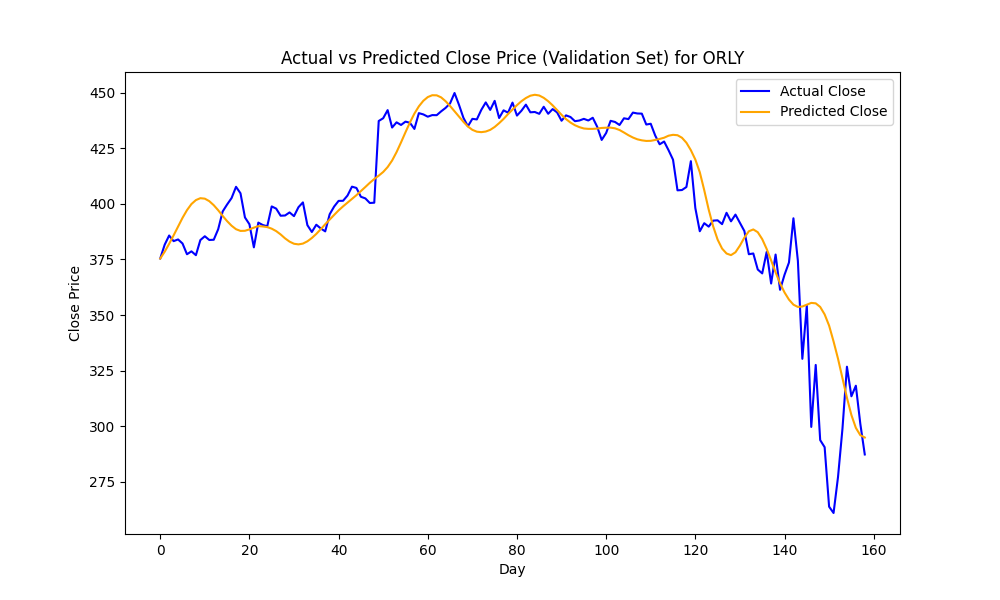 Actual vs Predicted Close Price (Validation Set) for ORLY
Actual Close
Predicted Close
Close Price
450
425
400
375
350
325
300
275
0 20 40 60 80 100 120 140 160
Day